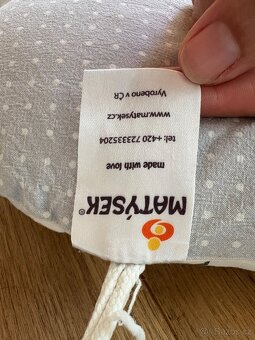 MATÝSEK®
made with love
tel: +420 723335204
www.matysek.cz
Vyrobeno v ČR